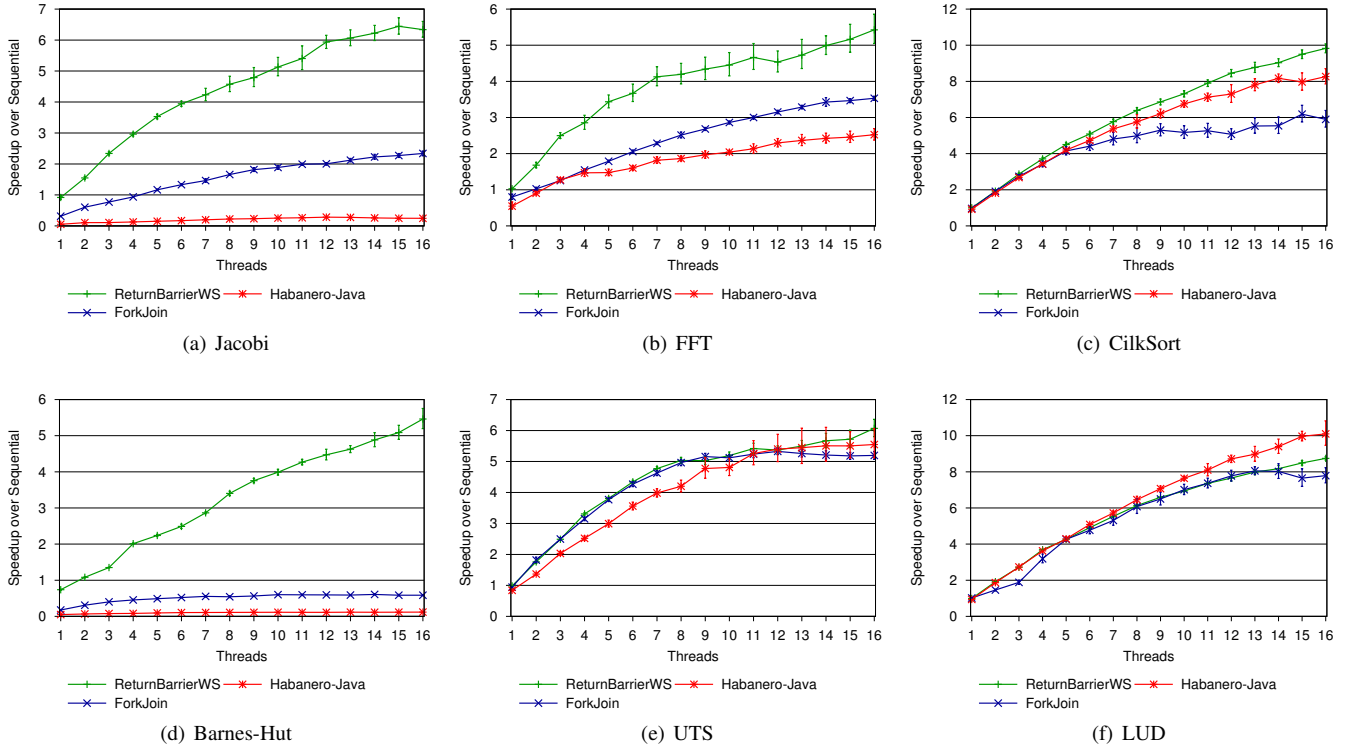 7
6
5
4
3
2
1
0
Speedup over Sequential
1 2 3 4 5 6 7 8 9 10 11 12 13 14 15 16
Threads
ReturnBarrierWS Habanero-Java
ForkJoin
(a) Jacobi
6
5
4
3
2
1
0
Speedup over Sequential
1 2 3 4 5 6 7 8 9 10 11 12 13 14 15 16
Threads
ReturnBarrierWS Habanero-Java
ForkJoin
(b) FFT
12
10
8
6
4
2
0
Speedup over Sequential
1 2 3 4 5 6 7 8 9 10 11 12 13 14 15 16
Threads
ReturnBarrierWS Habanero-Java
ForkJoin
(c) CilkSort
6
5
4
3
2
1
0
Speedup over Sequential
1 2 3 4 5 6 7 8 9 10 11 12 13 14 15 16
Threads
ReturnBarrierWS Habanero-Java
ForkJoin
(d) Barnes-Hut
7
6
5
4
3
2
1
0
Speedup over Sequential
1 2 3 4 5 6 7 8 9 10 11 12 13 14 15 16
Threads
ReturnBarrierWS Habanero-Java
ForkJoin
(e) UTS
12
10
8
6
4
2
0
Speedup over Sequential
1 2 3 4 5 6 7 8 9 10 11 12 13 14 15 16
Threads
ReturnBarrierWS Habanero-Java
ForkJoin
(f) LUD